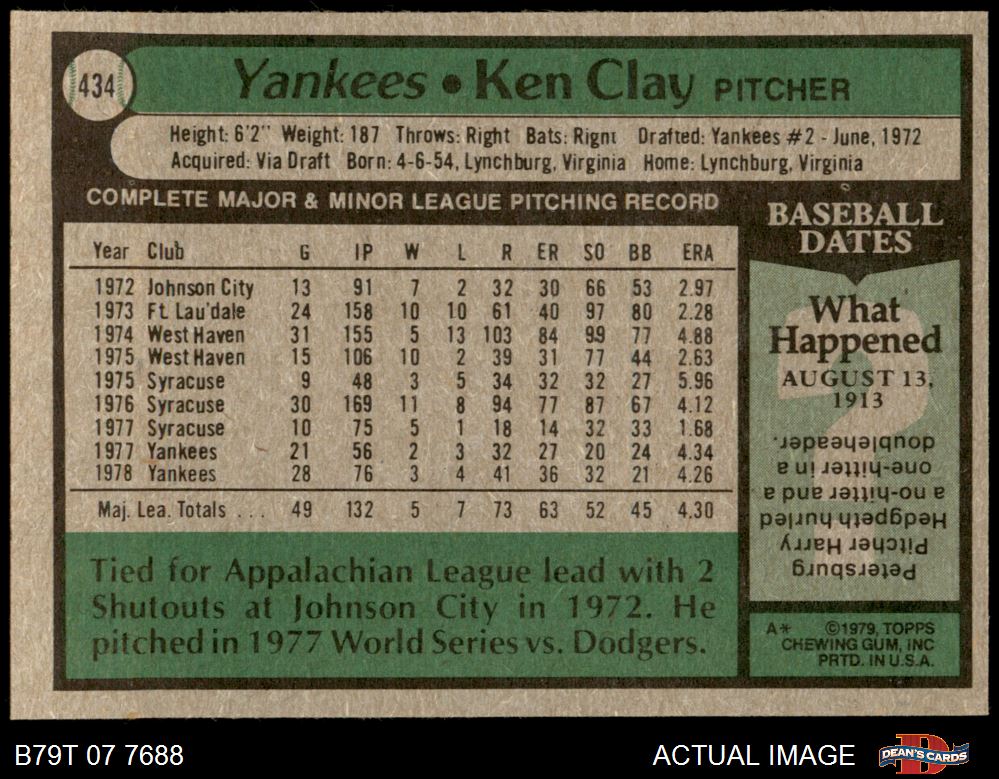 434
Yankees • Ken Clay PITCHER
Height: 6'2" Weight: 187 Throws: Right Bats: Right Drafted: Yankees #2 - June, 1972
Acquired: Via Draft Born: 4-6-54, Lynchburg, Virginia Home: Lynchburg, Virginia
COMPLETE MAJOR & MINOR LEAGUE PITCHING RECORD
Year Club G IP W L R ER SO BB ERA
1972 Johnson City 13 91 7 2 32 30 66 53 2.97
1973 Ft. Lau'dale 24 158 10 10 61 40 97 80 2.28
1974 West Haven 31 155 5 13 103 84 99 77 4.88
1975 West Haven 15 106 10 2 39 31 77 44 2.63
1975 Syracuse 9 48 3 5 34 32 32 27 5.96
1976 Syracuse 30 169 11 8 94 77 87 67 4.12
1977 Syracuse 10 75 5 1 18 14 32 33 1.68
1977 Yankees 21 56 2 3 32 27 20 24 4.34
1978 Yankees 28 76 3 4 41 36 32 21 4.26
Maj. Lea. Totals . . . 49 132 5 7 73 63 52 45 4.30
Tied for Appalachian League lead with 2
Shutouts at Johnson City in 1972. He
pitched in 1977 World Series vs. Dodgers.
BASEBALL
DATES
What
Happened
AUGUST 13,
1913
Petersburg
Pitcher Harry
Hedgpeth hurled
a no-hitter and a
one-hitter in a
doubleheader.
A* ©1979, TOPPS
CHEWING GUM, INC
PRTD. IN U.S.A.
B79T 07 7688
ACTUAL IMAGE
D
DEAN'S CARDS